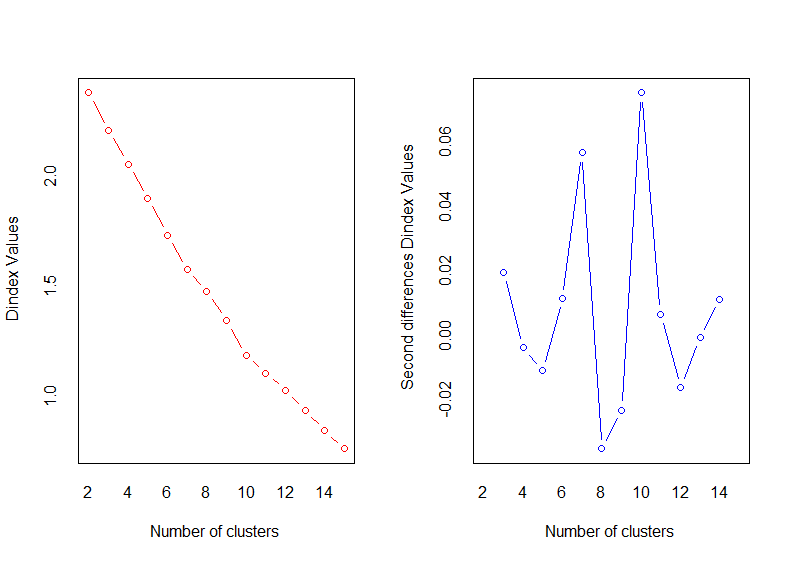 Dindex Values
2.0
1.5
1.0
2 4 6 8 10 12 14
Number of clusters
Second differences Dindex Values
0.06
0.04
0.02
0.00
-0.02
2 4 6 8 10 12 14
Number of clusters